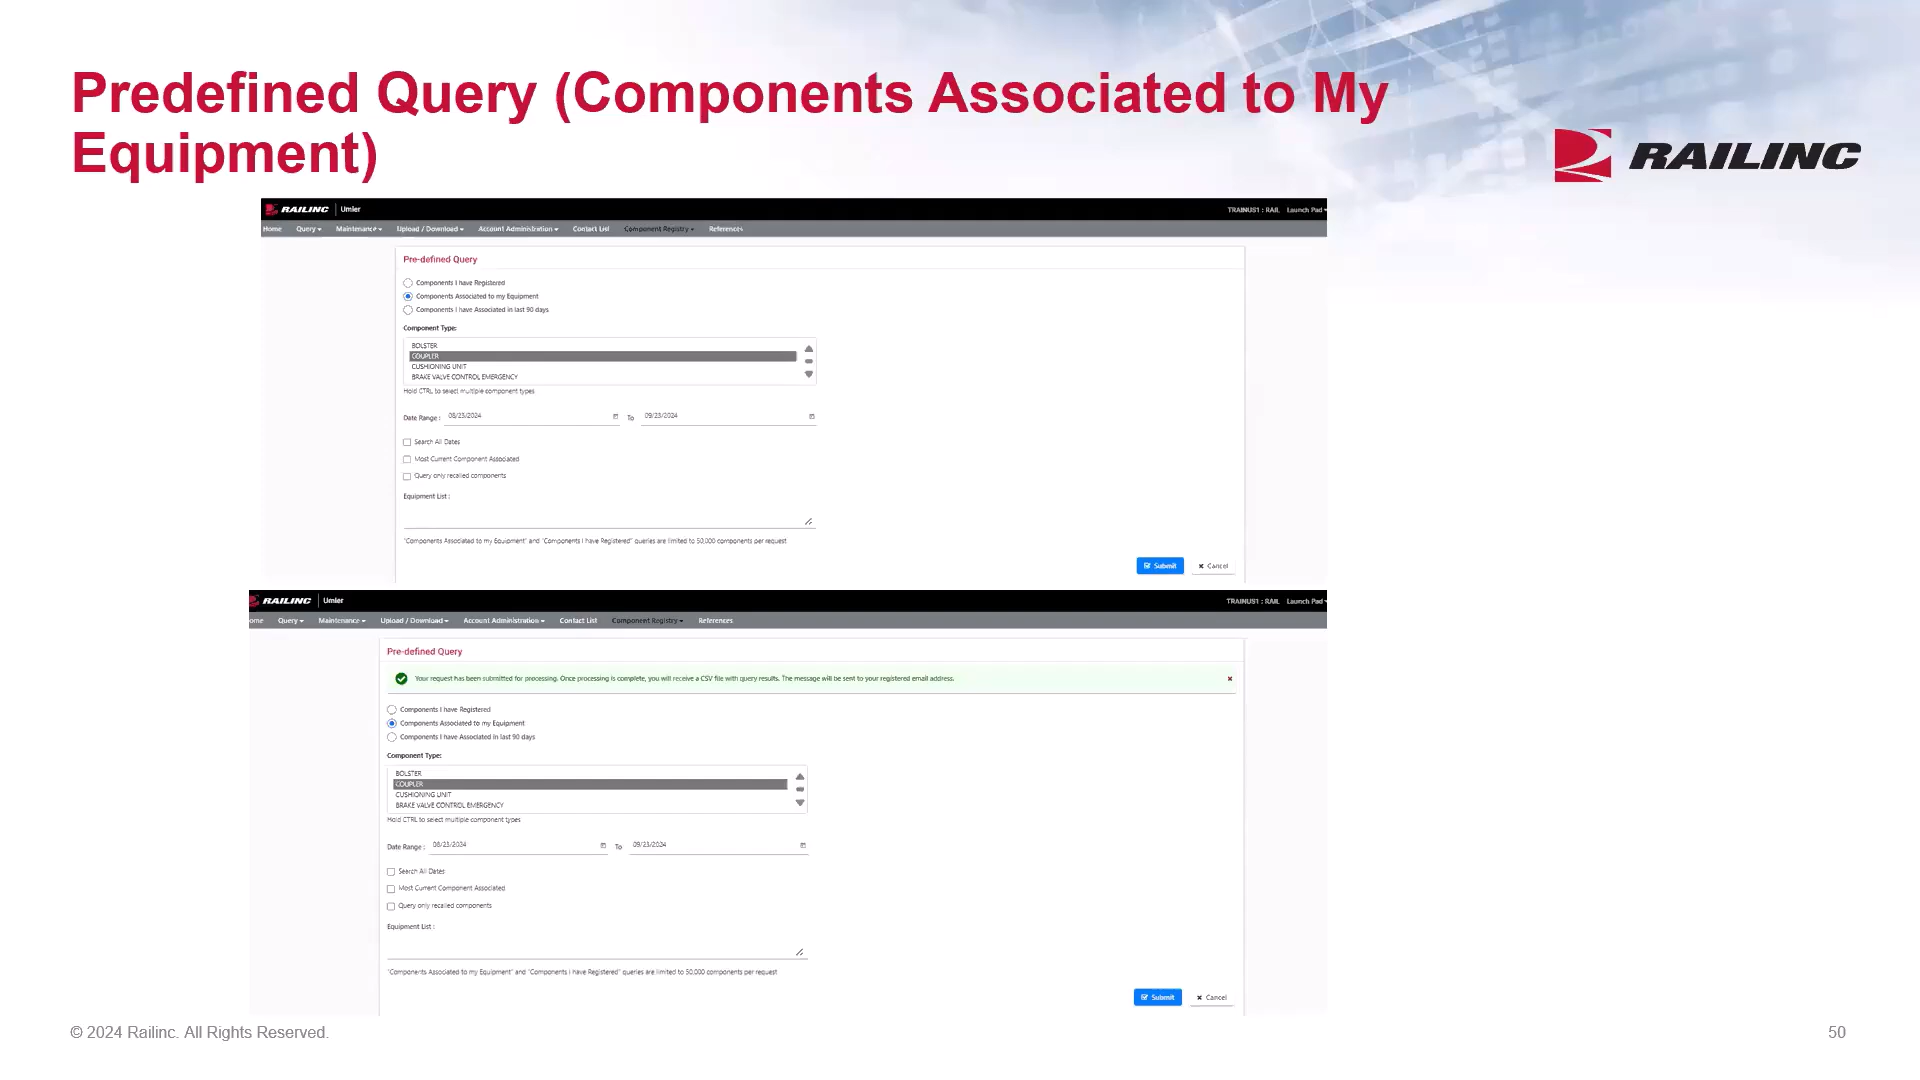 Predefined Query (Components Associated to My
Equipment)
RAILINC
RAILINC Umler TRAINUS1 : RAIL Launch Pad
Home Query Maintenance Upload / Download Account Administration Contact List Component Registry References
Pre-defined Query
Components I have Registered
Components Associated to my Equipment
Components I have Associated in last 90 days
Component Type:
BOLSTER
COUPLER
CUSHIONING UNIT
BRAKE VALVE CONTROL EMERGENCY
Hold CTRL to select multiple component types
Date Range : 08/23/2024 To 09/23/2024
Search All Dates
Most Current Component Associated
Query only recalled components
Equipment List :
"Components Associated to my Equipment" and "Components I have Registered" queries are limited to 50,000 components per request
Submit Cancel
RAILINC Umler TRAINUS1 : RAIL Launch Pad
ome Query Maintenance Upload / Download Account Administration Contact List Component Registry References
Pre-defined Query
Your request has been submitted for processing. Once processing is complete, you will receive a CSV file with query results. The message will be sent to your registered email address.
Components I have Registered
Components Associated to my Equipment
Components I have Associated in last 90 days
Component Type:
BOLSTER
COUPLER
CUSHIONING UNIT
BRAKE VALVE CONTROL EMERGENCY
Hold CTRL to select multiple component types
Date Range : 08/23/2024 To 09/23/2024
Search All Dates
Most Current Component Associated
Query only recalled components
Equipment List :
"Components Associated to my Equipment" and "Components I have Registered" queries are limited to 50,000 components per request
Submit Cancel
© 2024 Railinc. All Rights Reserved.
50